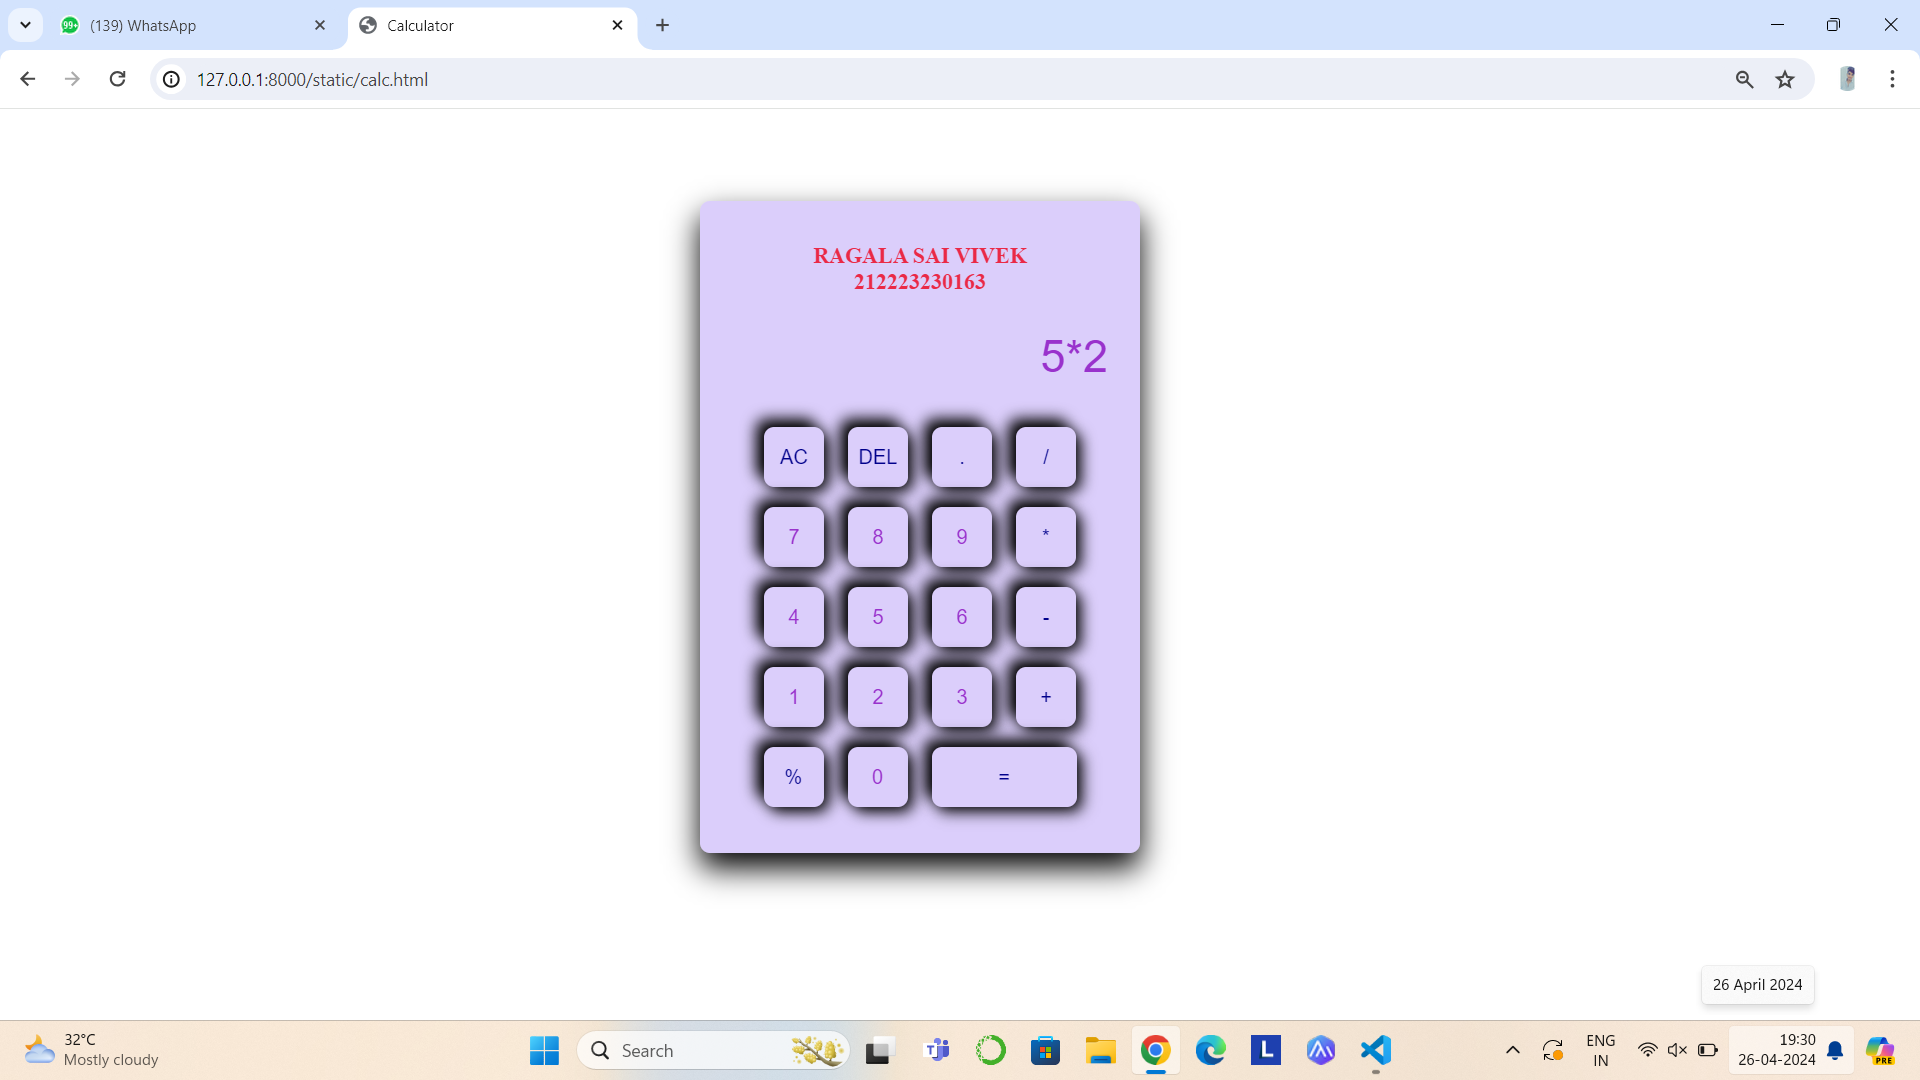 (139) WhatsApp
Calculator
127.0.0.1:8000/static/calc.html
RAGALA SAI VIVEK
212223230163
5*2
AC DEL . /
7 8 9 *
4 5 6 -
1 2 3 +
% 0 =
26 April 2024
32°C
Mostly cloudy
Search
L
ENG
IN
19:30
26-04-2024
99+
PRE